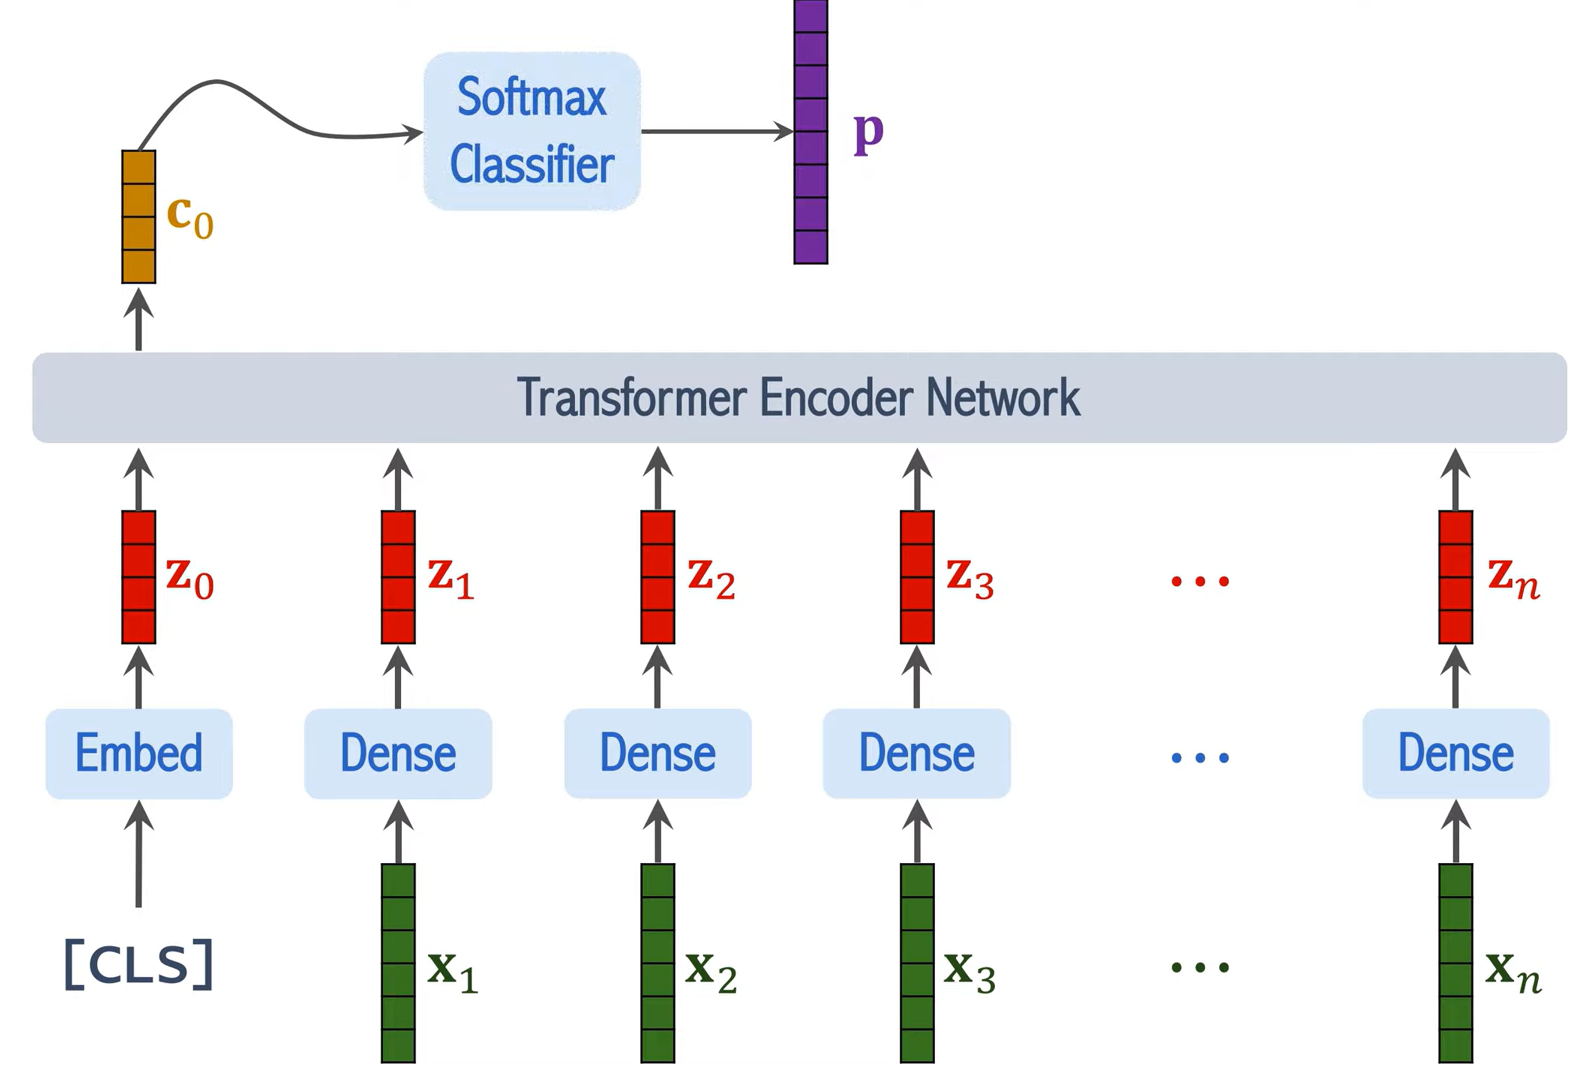 Softmax
Classifier
p
c₀
Transformer Encoder Network
z₀ z₁ z₂ z₃ ... zₙ
Embed Dense Dense Dense ... Dense
[CLS] x₁ x₂ x₃ ... xₙ